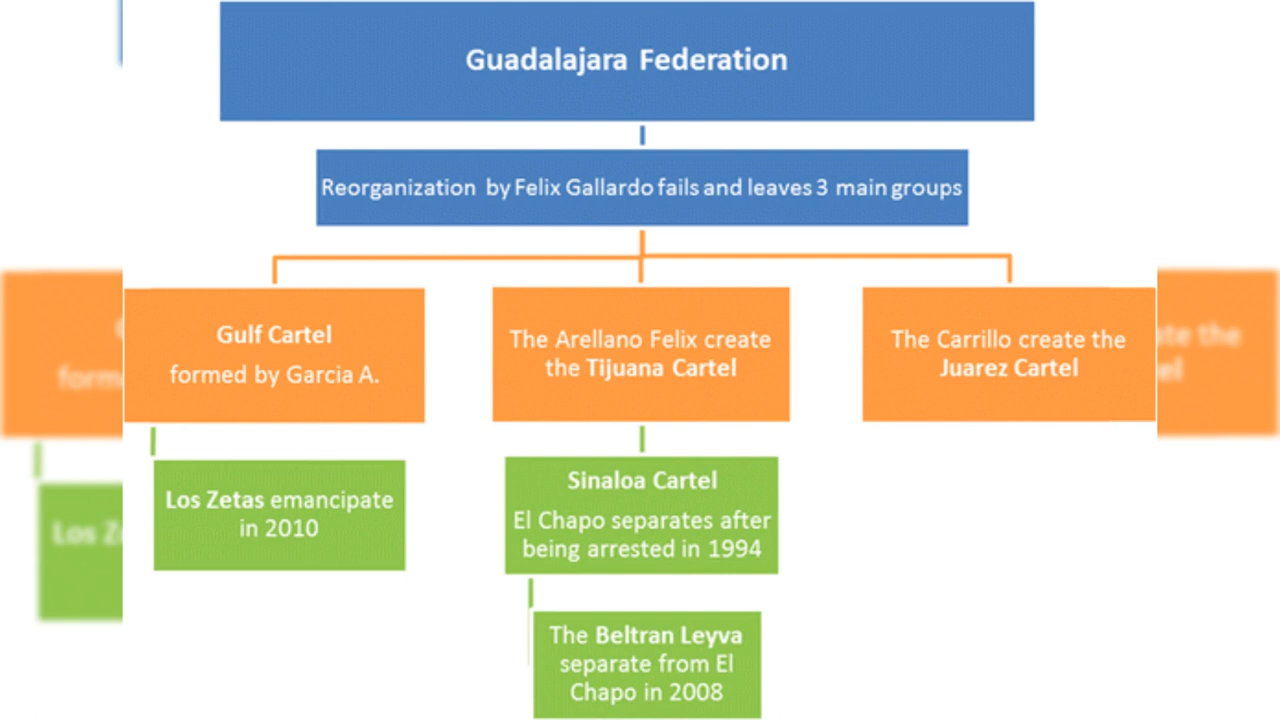 Guadalajara Federation
Reorganization by Felix Gallardo fails and leaves 3 main groups
Gulf Cartel
formed by Garcia A.
The Arellano Felix create
the Tijuana Cartel
The Carrillo create the
Juarez Cartel
Los Zetas emancipate
in 2010
Sinaloa Cartel
El Chapo separates after
being arrested in 1994
The Beltran Leyva
separate from El
Chapo in 2008